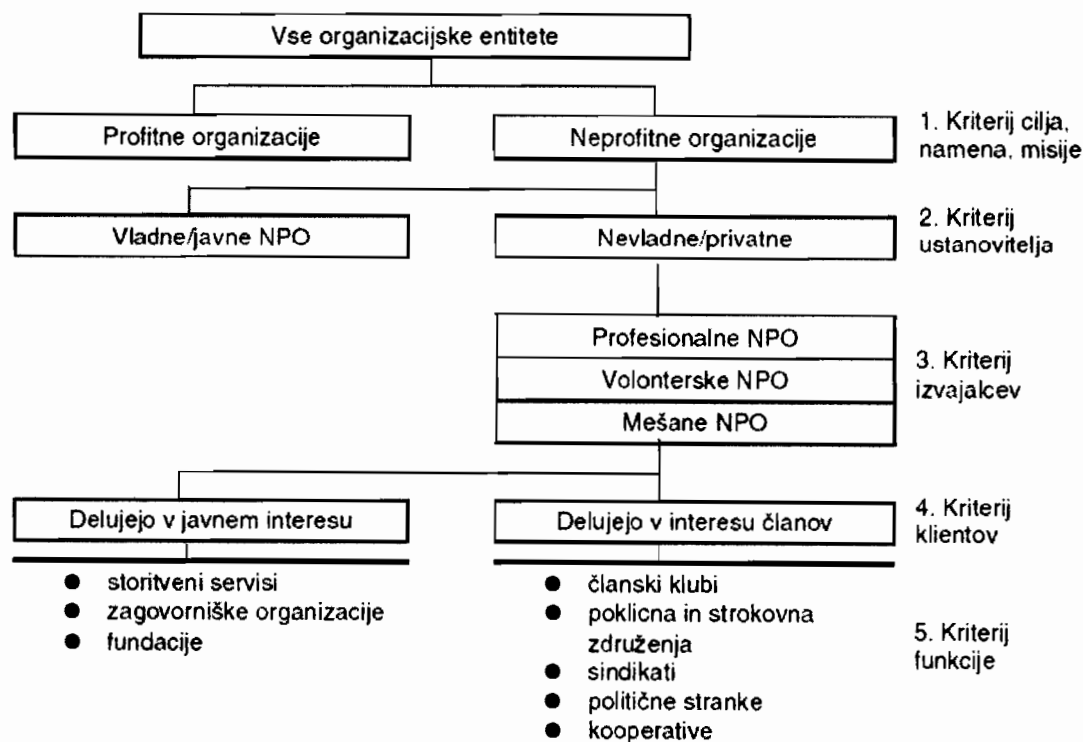 Vse organizacijske entitete
Profitne organizacije
Neprofitne organizacije
1. Kriterij cilja,
namena, misije
Vladne/javne NPO
Nevladne/privatne
2. Kriterij
ustanovitelja
Profesionalne NPO
Volonterske NPO
Mešane NPO
3. Kriterij
izvajalcev
Delujejo v javnem interesu
Delujejo v interesu članov
4. Kriterij
klientov
● storitveni servisi
● zagovorniške organizacije
● fundacije
● članski klubi
● poklicna in strokovna
združenja
● sindikati
● politične stranke
● kooperative
5. Kriterij
funkcije